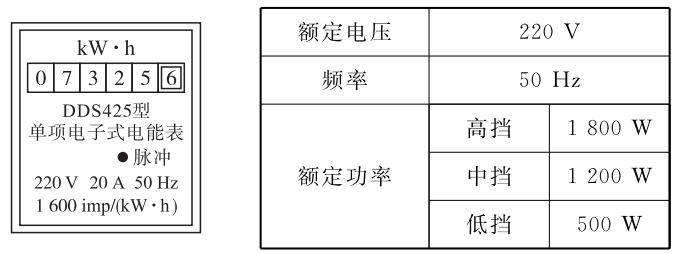 kW·h
0 7 3 2 5 6
DDS425型
单项电子式电能表
●脉冲
220 V 20 A 50 Hz
1 600 imp/(kW·h)
额定电压 220 V
频率 50 Hz
额定功率 高挡 1 800 W
中挡 1 200 W
低挡 500 W